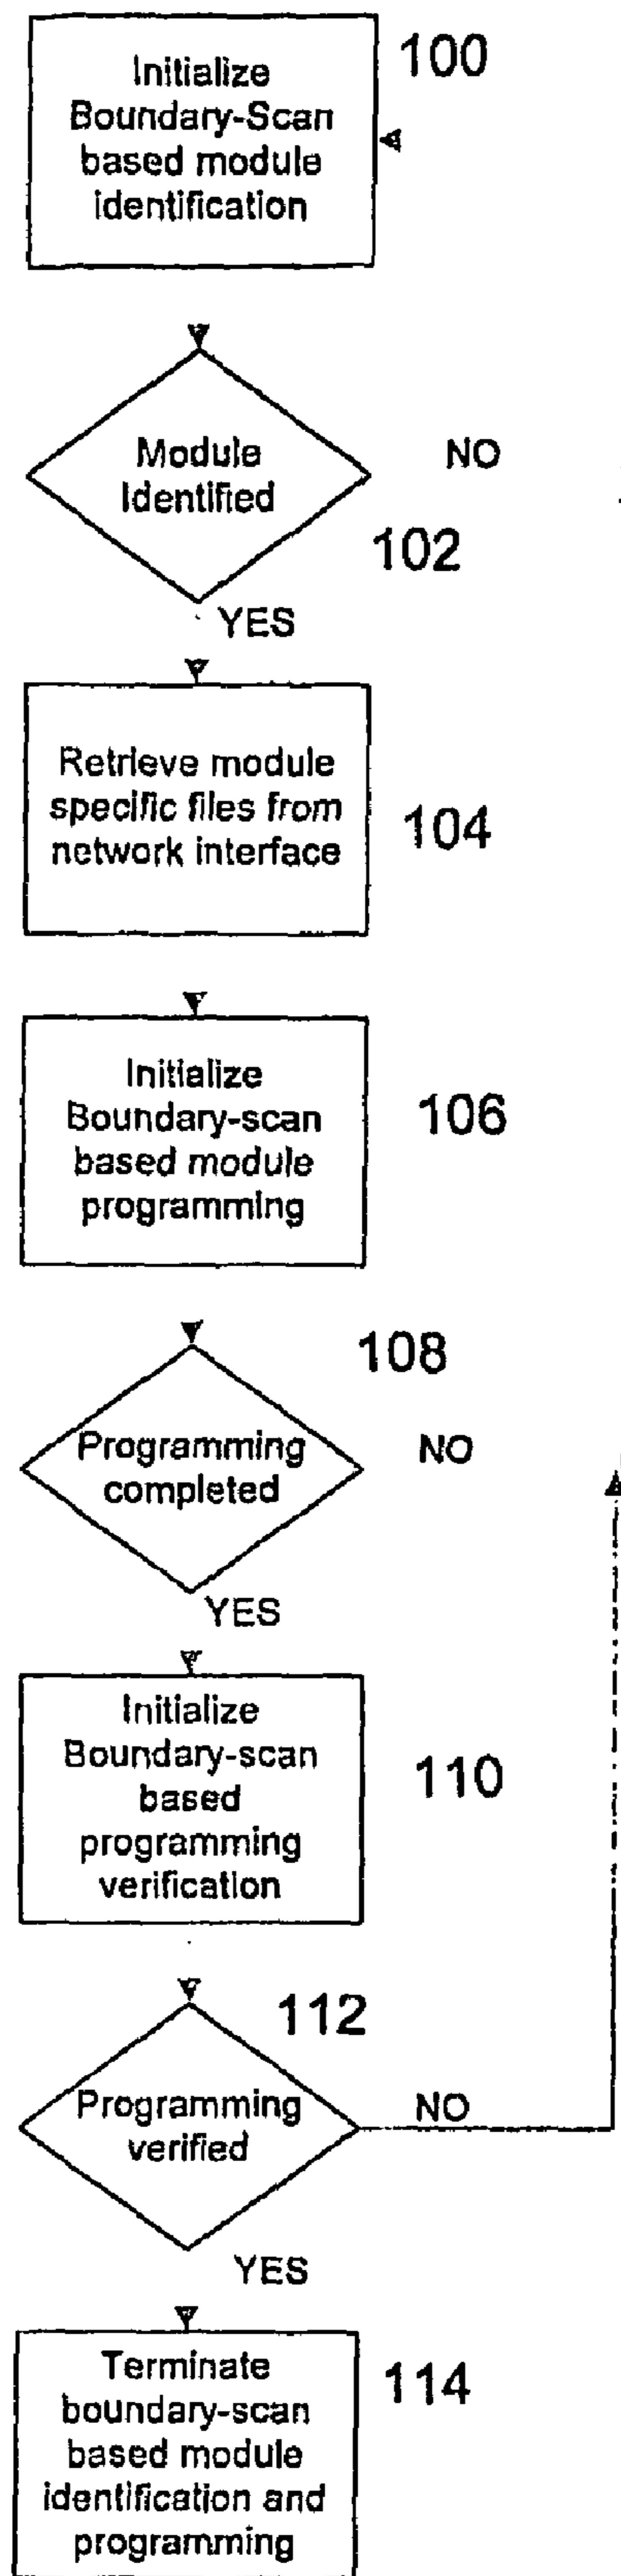 Initialize
Boundary-Scan
based module
identification
100
Module
Identified
NO
102
YES
Retrieve module
specific files from
network interface
104
Initialize
Boundary-scan
based module
programming
106
108
Programming
completed
NO
YES
Initialize
Boundary-scan
based
programming
verification
110
112
Programming
verified
NO
YES
Terminate
boundary-scan
based module
identification and
programming
114